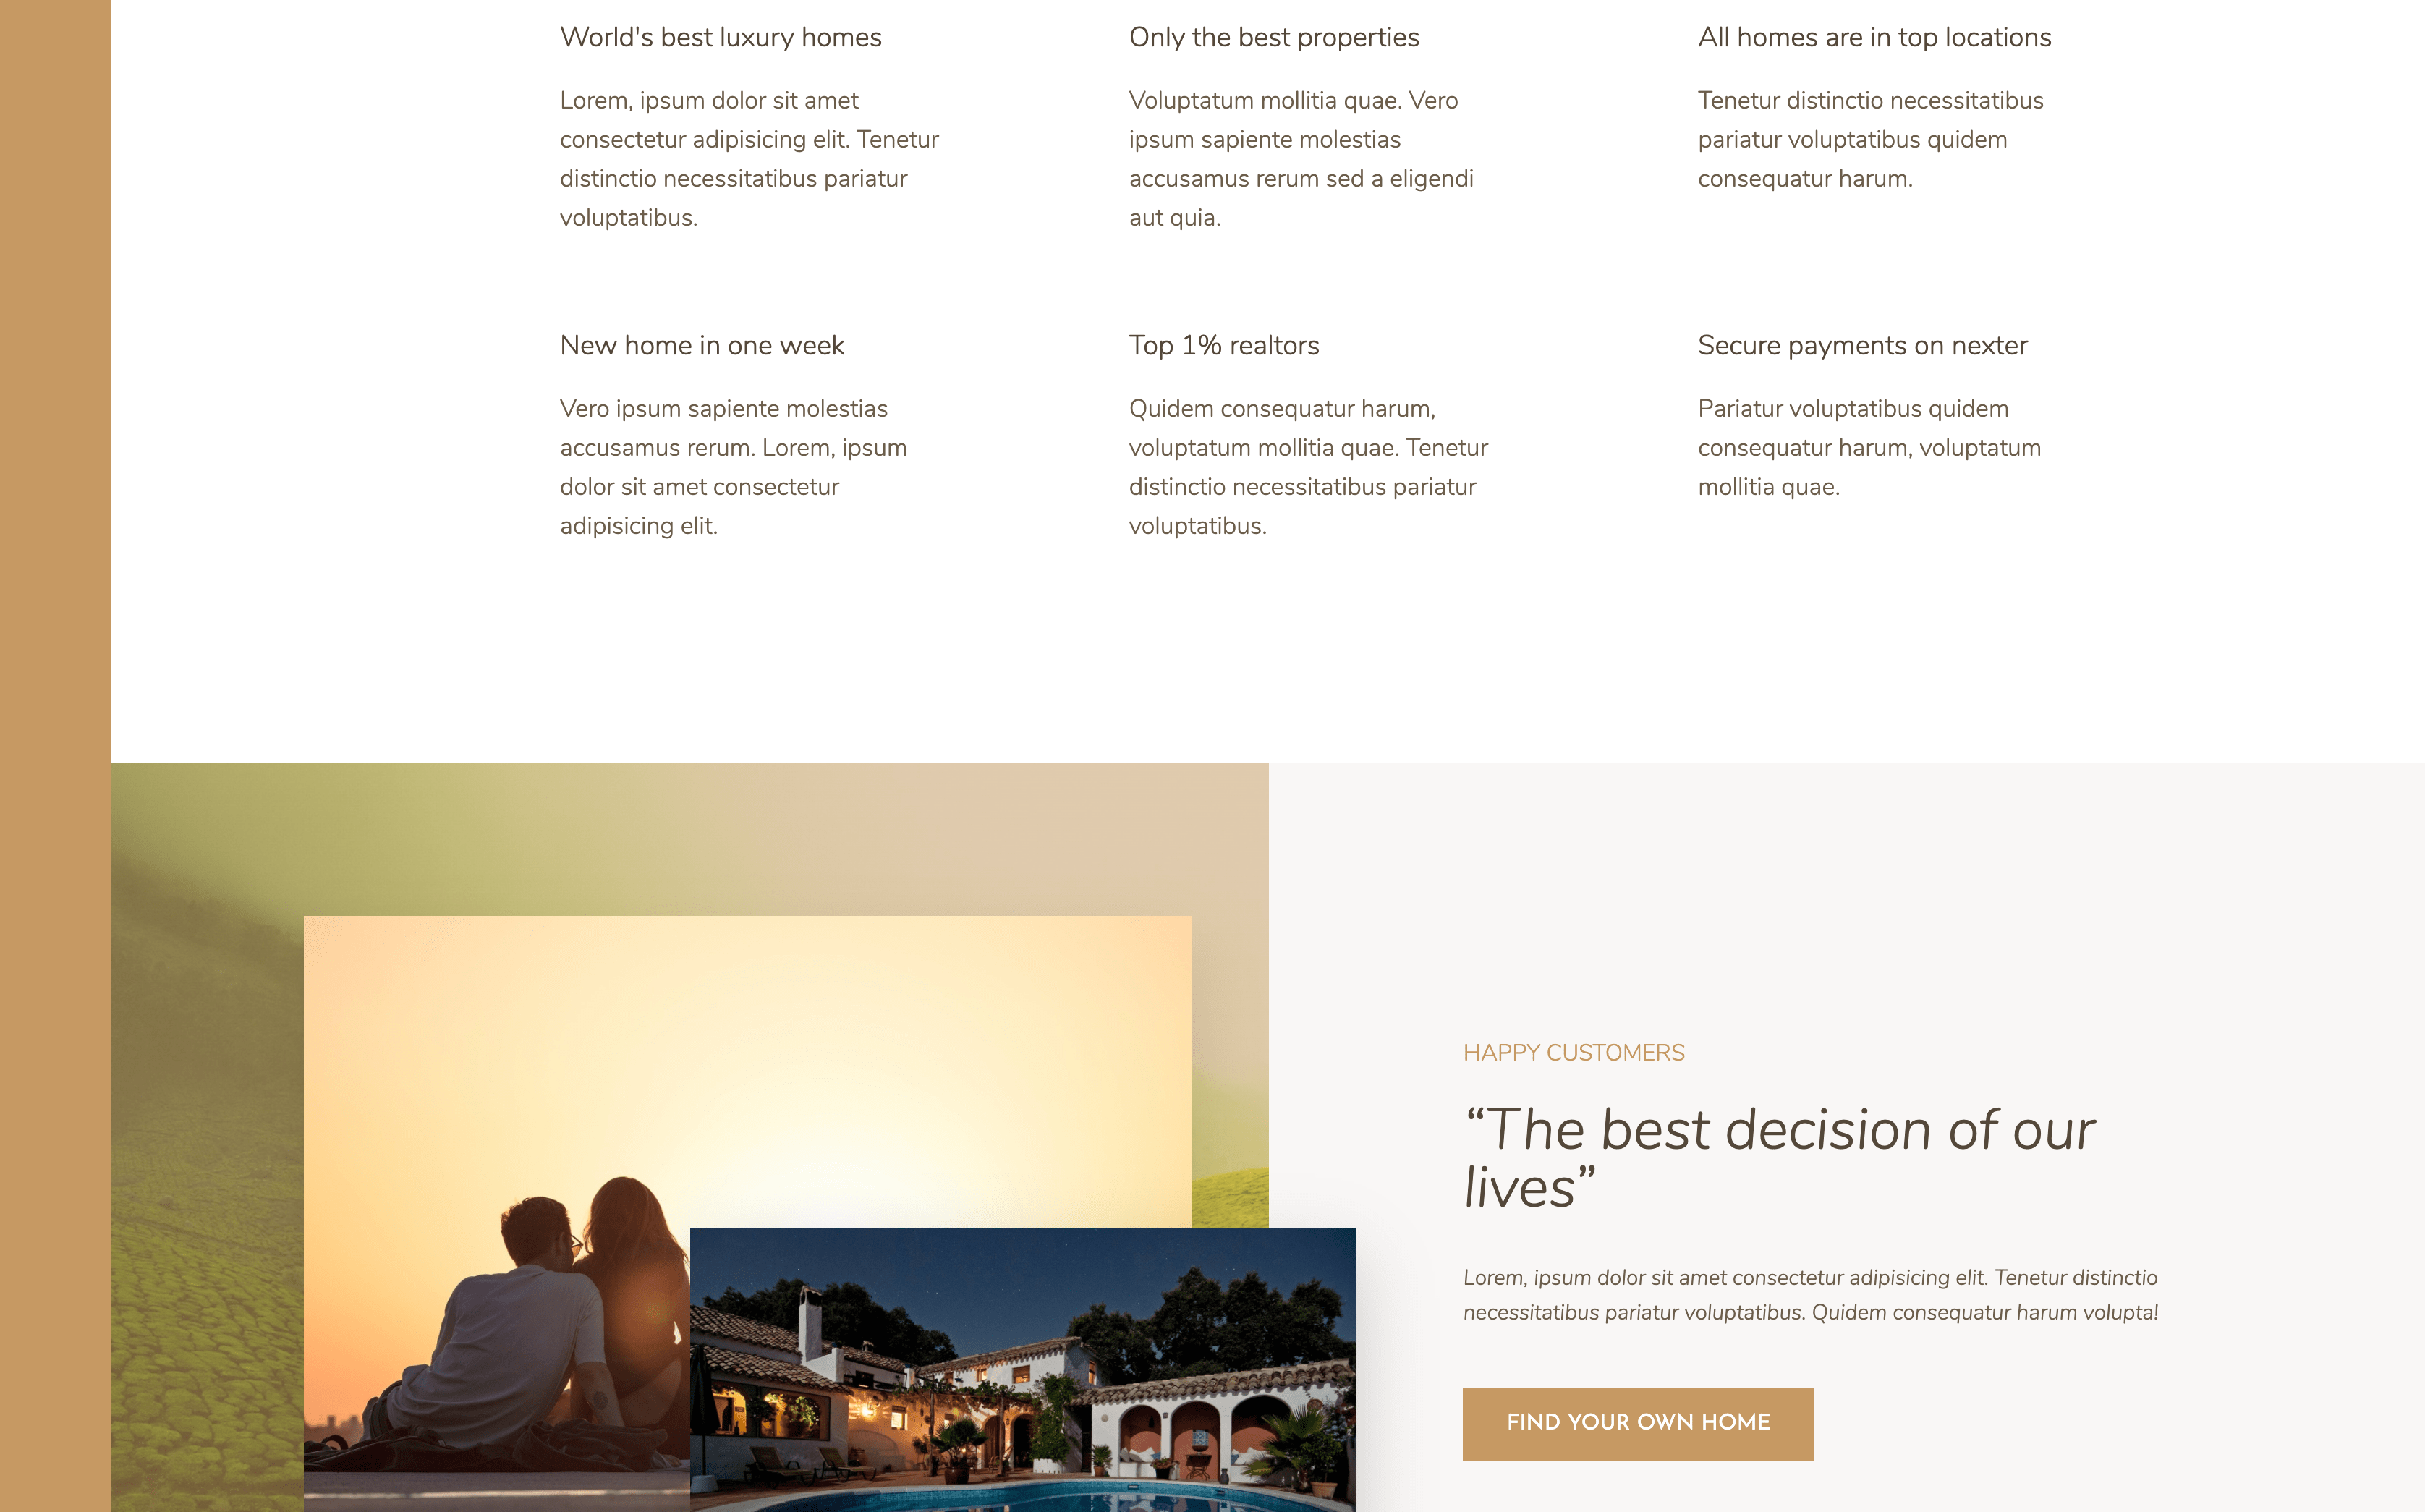 World's best luxury homes
Lorem, ipsum dolor sit amet
consectetur adipisicing elit. Tenetur
distinctio necessitatibus pariatur
voluptatibus.
Only the best properties
Voluptatum mollitia quae. Vero
ipsum sapiente molestias
accusamus rerum sed a eligendi
aut quia.
All homes are in top locations
Tenetur distinctio necessitatibus
pariatur voluptatibus quidem
consequatur harum.
New home in one week
Vero ipsum sapiente molestias
accusamus rerum. Lorem, ipsum
dolor sit amet consectetur
adipisicing elit.
Top 1% realtors
Quidem consequatur harum,
voluptatum mollitia quae. Tenetur
distinctio necessitatibus pariatur
voluptatibus.
Secure payments on nexter
Pariatur voluptatibus quidem
consequatur harum, voluptatum
mollitia quae.
HAPPY CUSTOMERS
“The best decision of our
lives”
Lorem, ipsum dolor sit amet consectetur adipisicing elit. Tenetur distinctio
necessitatibus pariatur voluptatibus. Quidem consequatur harum volupta!
FIND YOUR OWN HOME